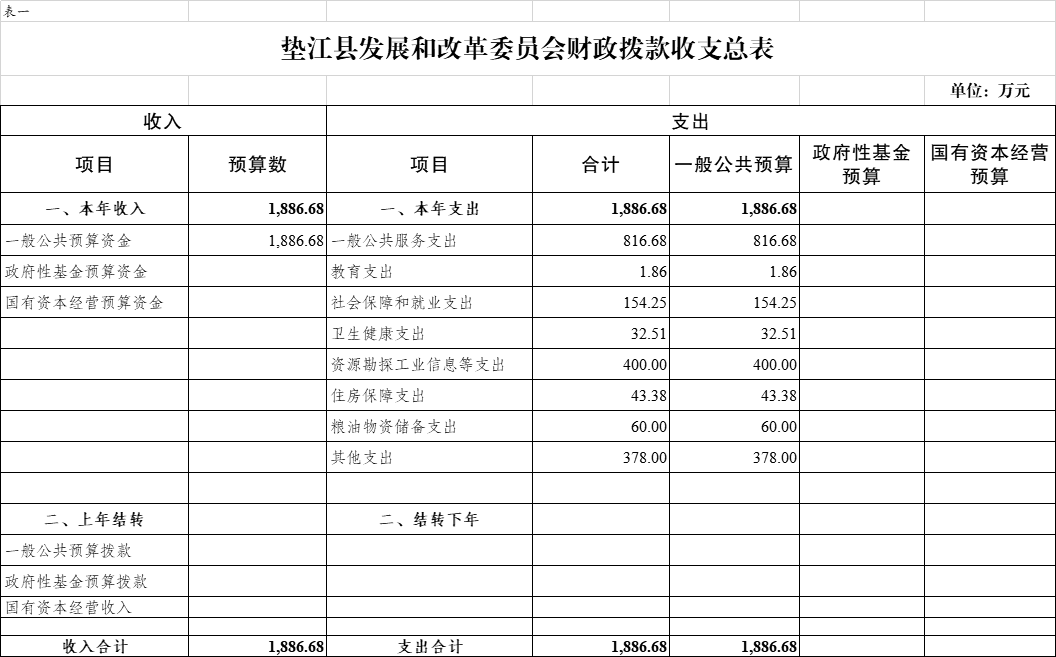 表一
垫江县发展和改革委员会财政拨款收支总表
单位：万元
收入 支出
项目 预算数 项目 合计 一般公共预算 政府性基金预算 国有资本经营预算
一、本年收入 1,886.68 一、本年支出 1,886.68 1,886.68
一般公共预算资金 1,886.68 一般公共服务支出 816.68 816.68
政府性基金预算资金 教育支出 1.86 1.86
国有资本经营预算资金 社会保障和就业支出 154.25 154.25
卫生健康支出 32.51 32.51
资源勘探工业信息等支出 400.00 400.00
住房保障支出 43.38 43.38
粮油物资储备支出 60.00 60.00
其他支出 378.00 378.00
二、上年结转 二、结转下年
一般公共预算拨款
政府性基金预算拨款
国有资本经营收入
收入合计 1,886.68 支出合计 1,886.68 1,886.68